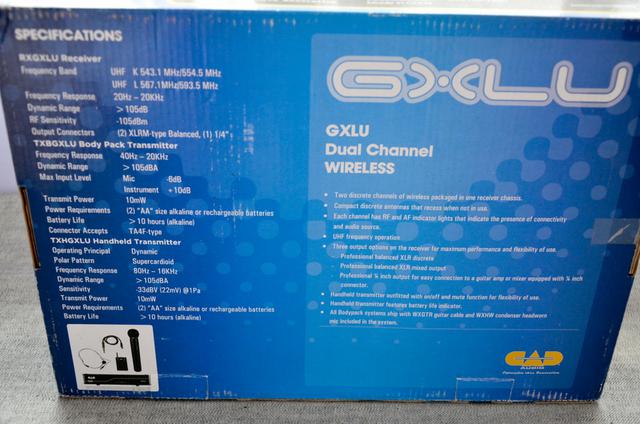 SPECIFICATIONS
RXGXLU Receiver
Frequency Band UHF K 543.1 MHz/554.5 MHz
UHF L 567.1MHz/593.5 MHz
Frequency Response 20Hz - 20KHz
Dynamic Range > 105dB
RF Sensitivity -105dBm
Output Connectors (2) XLRM-type Balanced, (1) 1/4"
TXBGXLU Body Pack Transmitter
Frequency Response 40Hz - 20KHz
Dynamic Range > 105dBA
Max Input Level Mic -6dB
Instrument +10dB
Transmit Power 10mW
Power Requirements (2) "AA" size alkaline or rechargeable batteries
Battery Life > 10 hours (alkaline)
Connector Accepts TA4F-type
TXHGXLU Handheld Transmitter
Operating Principal Dynamic
Polar Pattern Supercardioid
Frequency Response 80Hz - 16KHz
Dynamic Range > 105dBA
Sensitivity -33dBV (22mV) @1Pa
Transmit Power 10mW
Power Requirements (2) "AA" size alkaline or rechargeable batteries
Battery Life > 10 hours (alkaline)
GXLU
GXLU
Dual Channel
WIRELESS
• Two discrete channels of wireless packaged in one receiver chassis.
• Compact discrete antennas that recess when not in use.
• Each channel has RF and AF indicator lights that indicate the presence of connectivity
and audio source.
• UHF frequency operation
• Three output options on the receiver for maximum performance and flexibility of use.
- Professional balanced XLR discrete
- Professional balanced XLR mixed output
- Professional ¼ inch output for easy connection to a guitar amp or mixer equipped with ¼ inch
connector.
• Handheld transmitter outfitted with on/off and mute function for flexibility of use.
• Handheld transmitter features battery life indicator.
• All Bodypack systems ship with WXGTR guitar cable and WXHW condenser headworn
mic included in the system.
CAD
AUDIO